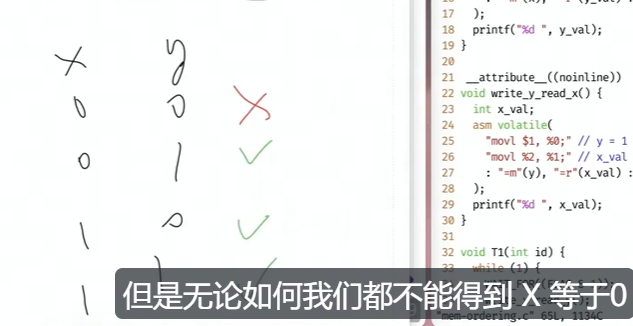 x y
0 0 ✗
0 1 ✓
1 0 ✓
1 1 ✓
17 );
18 printf("%d ", y_val);
19 }
20
21 __attribute__((noinline))
22 void write_y_read_x() {
23 int x_val;
24 asm volatile(
25 "movl $1, %0;" // y = 1
26 "movl %2, %1;" // x_val
27 : "=m"(y), "=r"(x_val) :
28 );
29 printf("%d ", x_val);
30 }
31
32 void T1(int id) {
33 while (1) {
"mem-ordering.c" 65L, 1134C
但是无论如何我们都不能得到 X 等于0